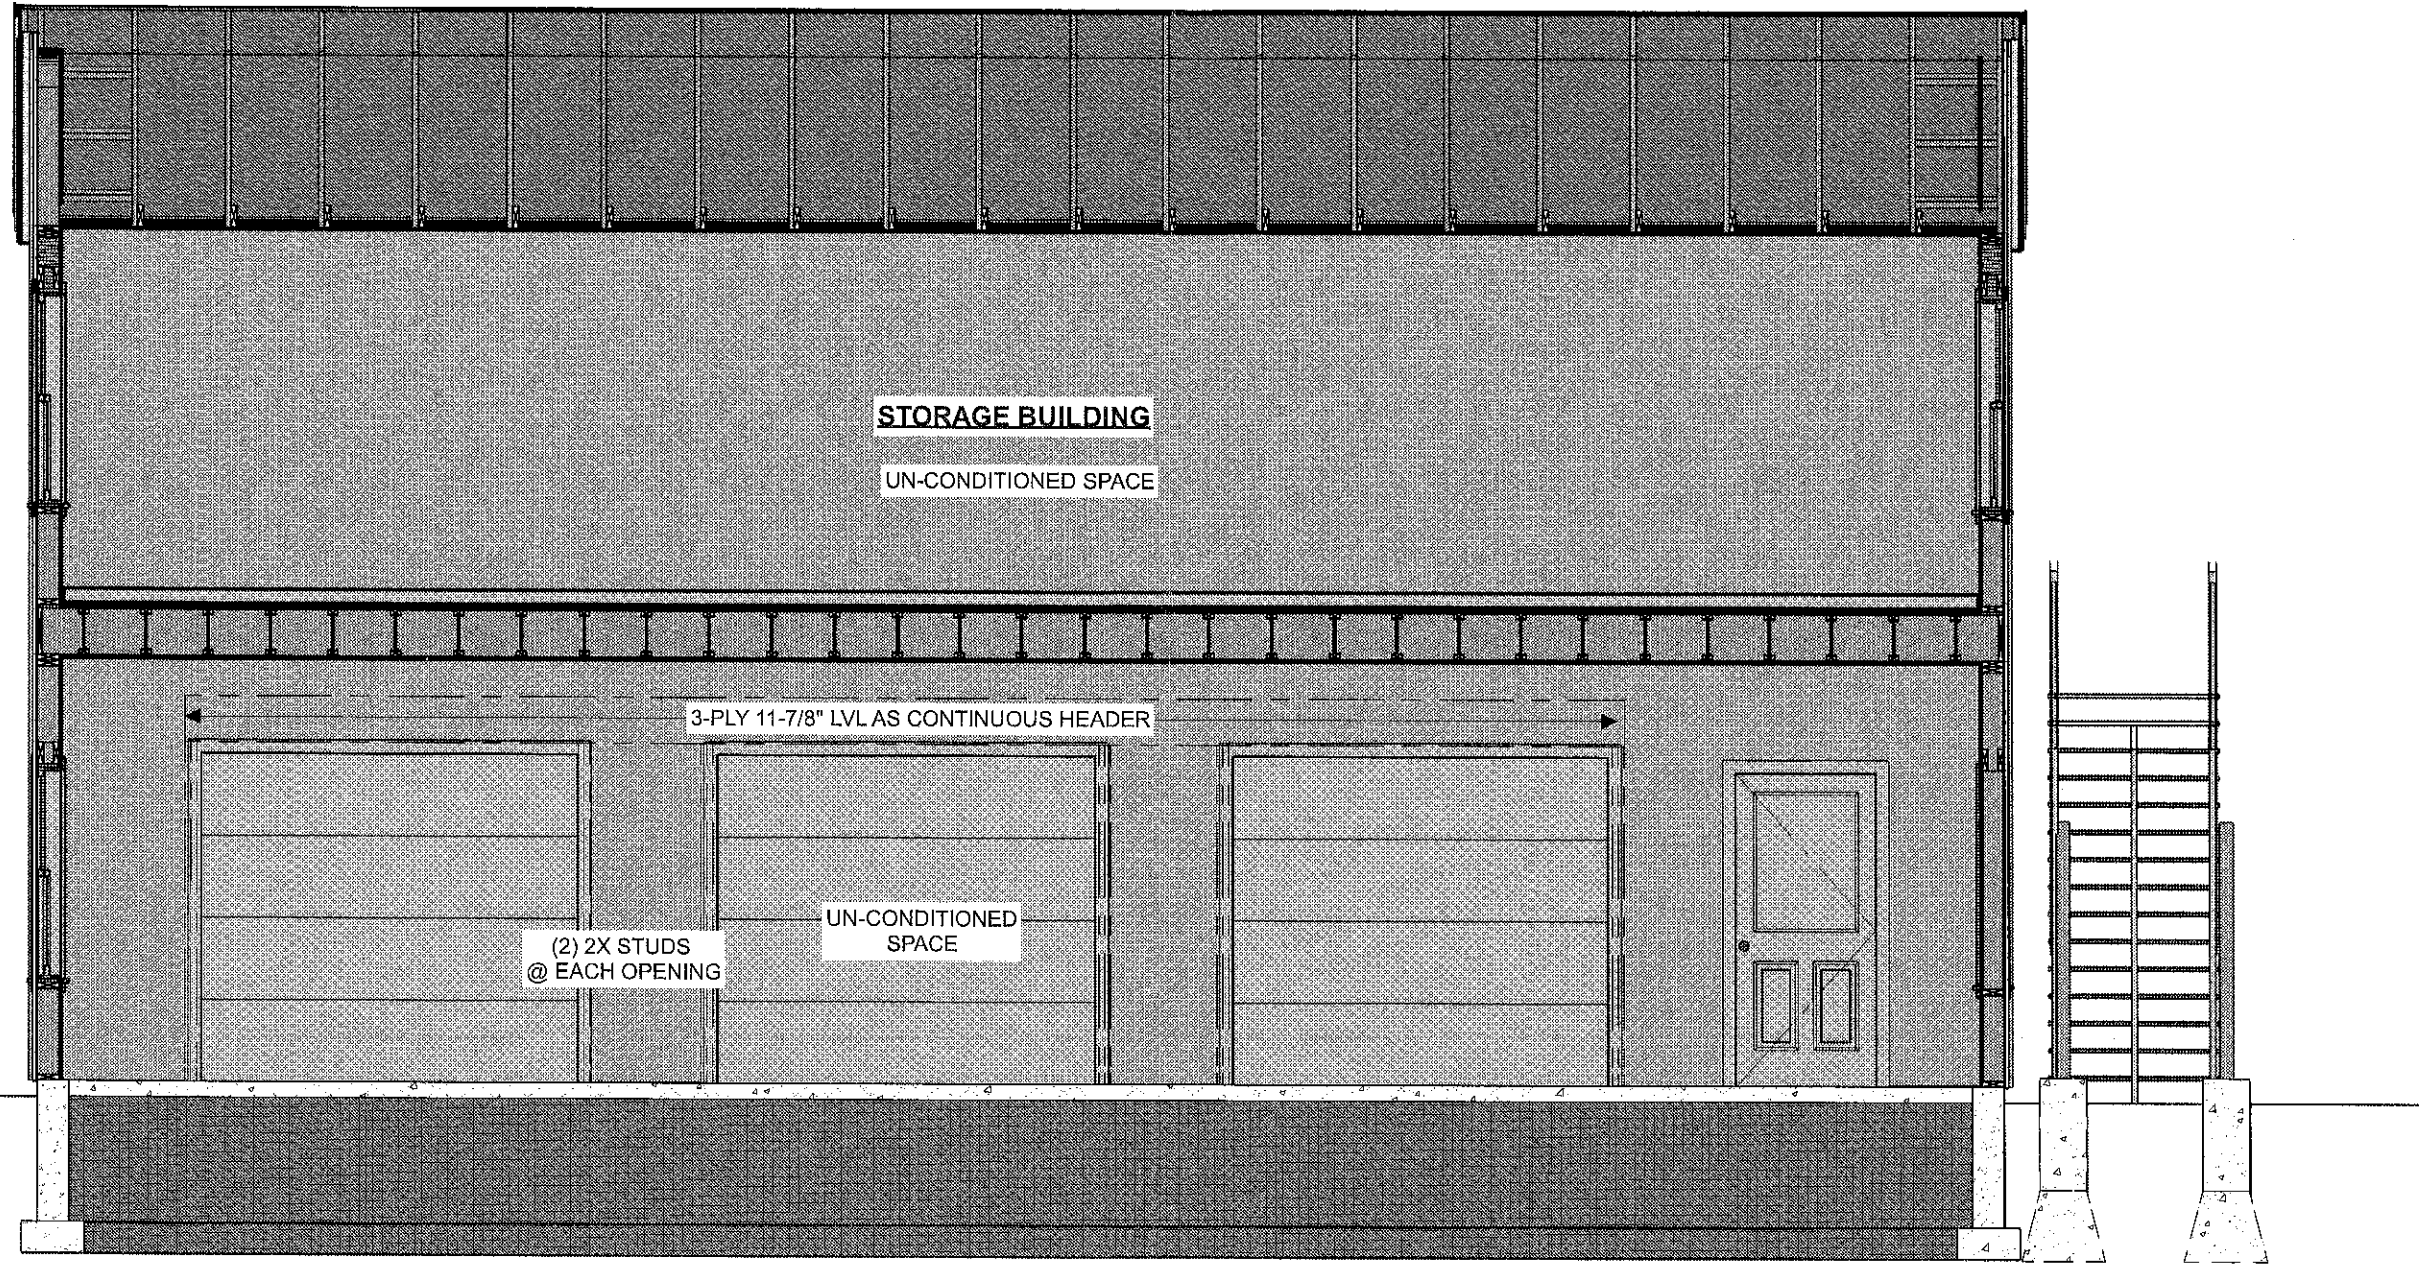 STORAGE BUILDING
UN-CONDITIONED SPACE
3-PLY 11-7/8" LVL AS CONTINUOUS HEADER
UN-CONDITIONED
SPACE
(2) 2X STUDS
@ EACH OPENING